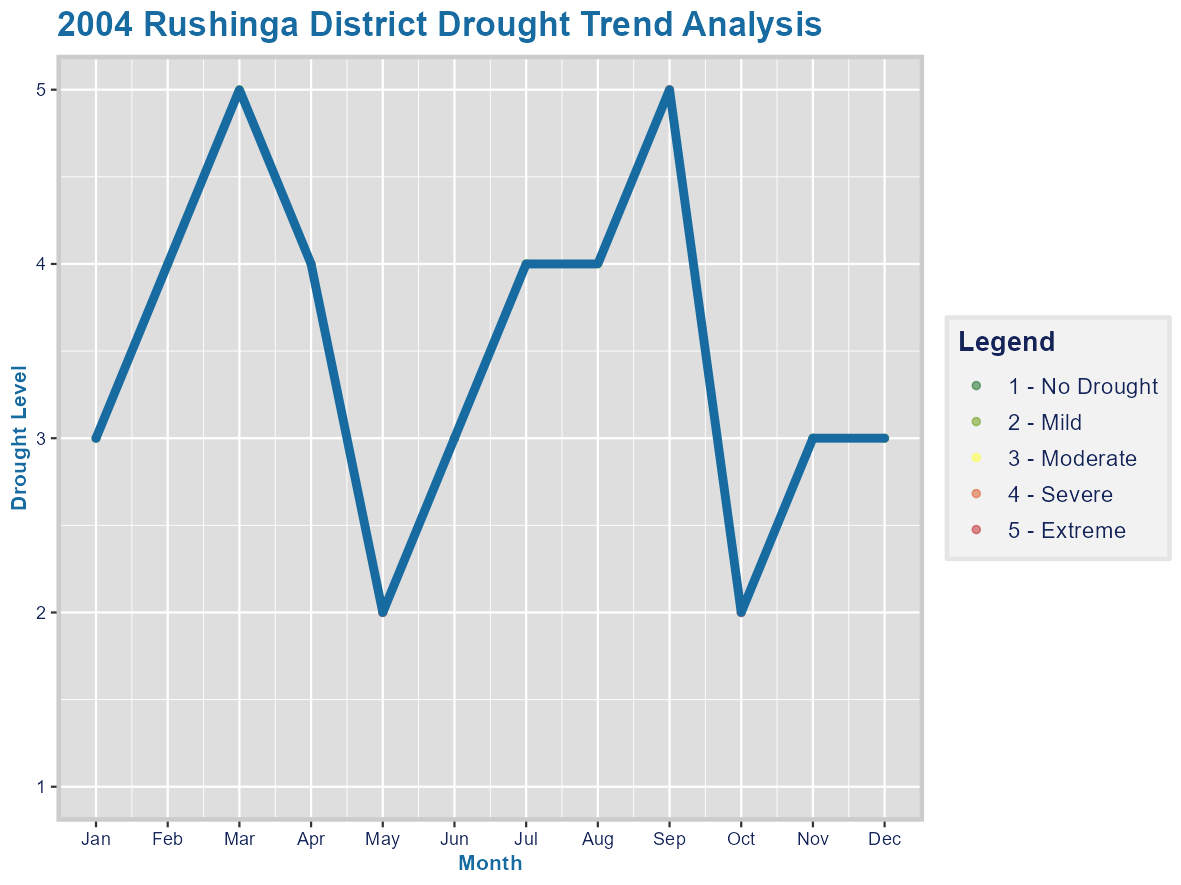 2004 Rushinga District Drought Trend Analysis
5
4
3
2
1
Drought Level
Jan Feb Mar Apr May Jun Jul Aug Sep Oct Nov Dec
Month
Legend
1 - No Drought
2 - Mild
3 - Moderate
4 - Severe
5 - Extreme